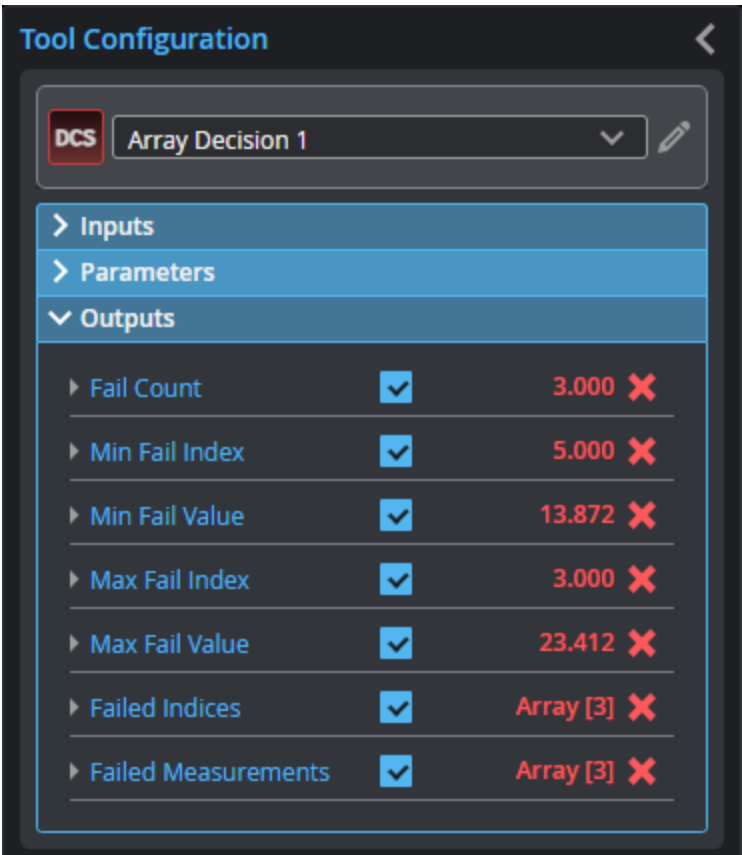 Tool Configuration
DCS Array Decision 1
Inputs
Parameters
Outputs
Fail Count 3.000
Min Fail Index 5.000
Min Fail Value 13.872
Max Fail Index 3.000
Max Fail Value 23.412
Failed Indices Array [3]
Failed Measurements Array [3]